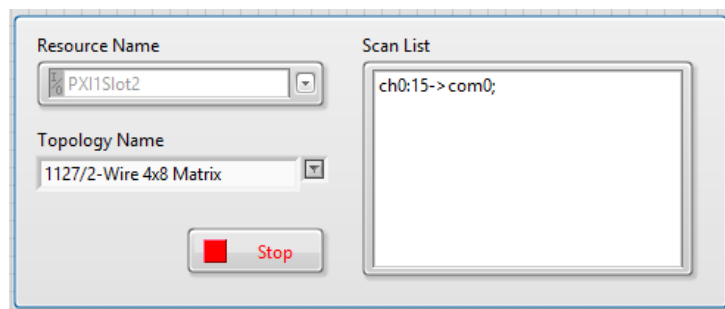 Resource Name
PXI1Slot2
Topology Name
1127/2-Wire 4x8 Matrix
Stop
Scan List
ch0:15->com0;